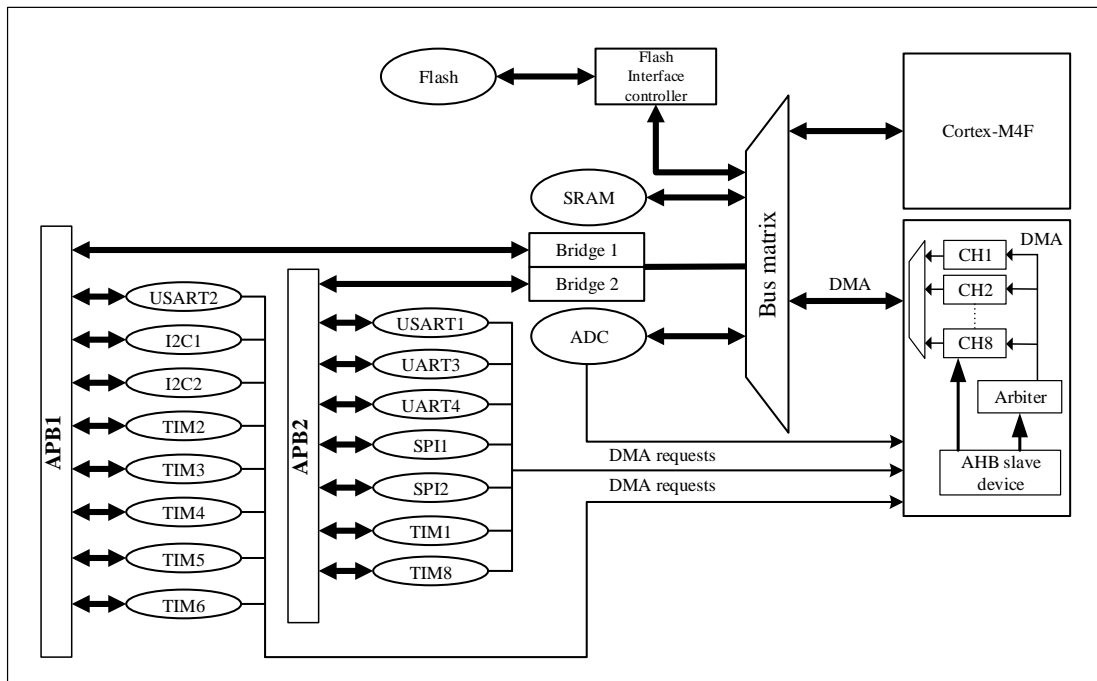 Flash
Flash
Interface
controller
Cortex-M4F
SRAM
Bus matrix
Bridge 1
Bridge 2
DMA
CH1
CH2
CH8
Arbiter
AHB slave
device
DMA
ADC
APB1
USART2
I2C1
I2C2
TIM2
TIM3
TIM4
TIM5
TIM6
APB2
USART1
UART3
UART4
SPI1
SPI2
TIM1
TIM8
DMA requests
DMA requests